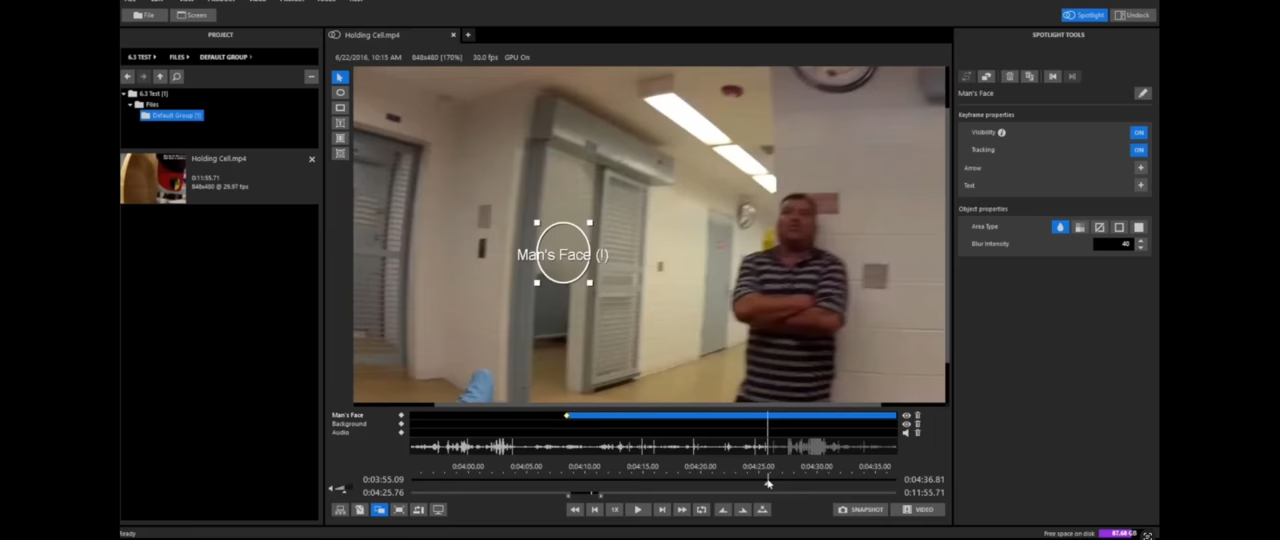 File Screen Spotlight Undock
PROJECT Holding Cell.mp4 SPOTLIGHT TOOLS
6.3 TEST FILES DEFAULT GROUP 6/22/2016, 10:15 AM 848x480 [170%] 30.0 fps GPU On
6.3 Test [1]
Files
Default Group [1]
Holding Cell.mp4
0:11:55.71
848x480 @ 29.97 fps
Man's Face (!)
Man's Face
Keyframe properties
Visibility ON
Tracking ON
Arrow
Text
Object properties
Area Type
Blur Intensity 40
Man's Face
Background
Audio
0:04:00.00 0:04:05.00 0:04:10.00 0:04:15.00 0:04:20.00 0:04:25.00 0:04:30.00 0:04:35.00
0:03:55.09 0:04:36.81
0:04:25.76 0:11:55.71
1X SNAPSHOT VIDEO
Ready Free space on disk 87.68 GB